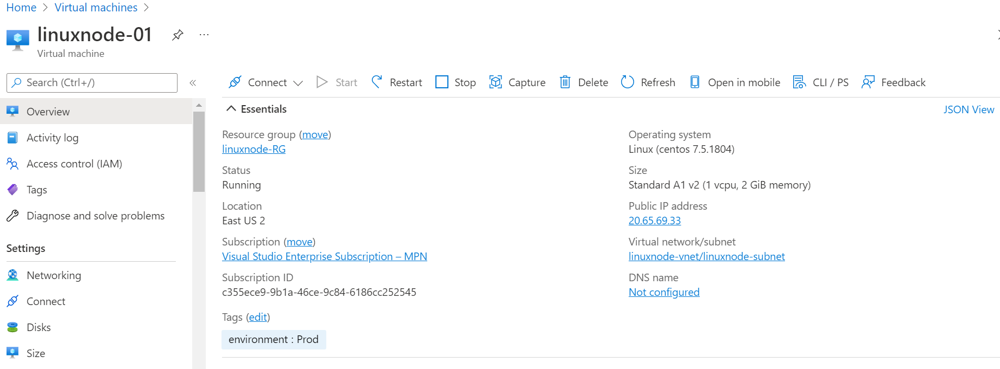 Home > Virtual machines >
linuxnode-01 ...
Virtual machine
Search (Ctrl+/)
«
Connect Start Restart Stop Capture Delete Refresh Open in mobile CLI / PS Feedback
Overview
Activity log
Access control (IAM)
Tags
Diagnose and solve problems
Settings
Networking
Connect
Disks
Size
Essentials
JSON View
Resource group (move)
linuxnode-RG
Status
Running
Location
East US 2
Subscription (move)
Visual Studio Enterprise Subscription – MPN
Subscription ID
c355ece9-9b1a-46ce-9c84-6186cc252545
Operating system
Linux (centos 7.5.1804)
Size
Standard A1 v2 (1 vcpu, 2 GiB memory)
Public IP address
20.65.69.33
Virtual network/subnet
linuxnode-vnet/linuxnode-subnet
DNS name
Not configured
Tags (edit)
environment : Prod